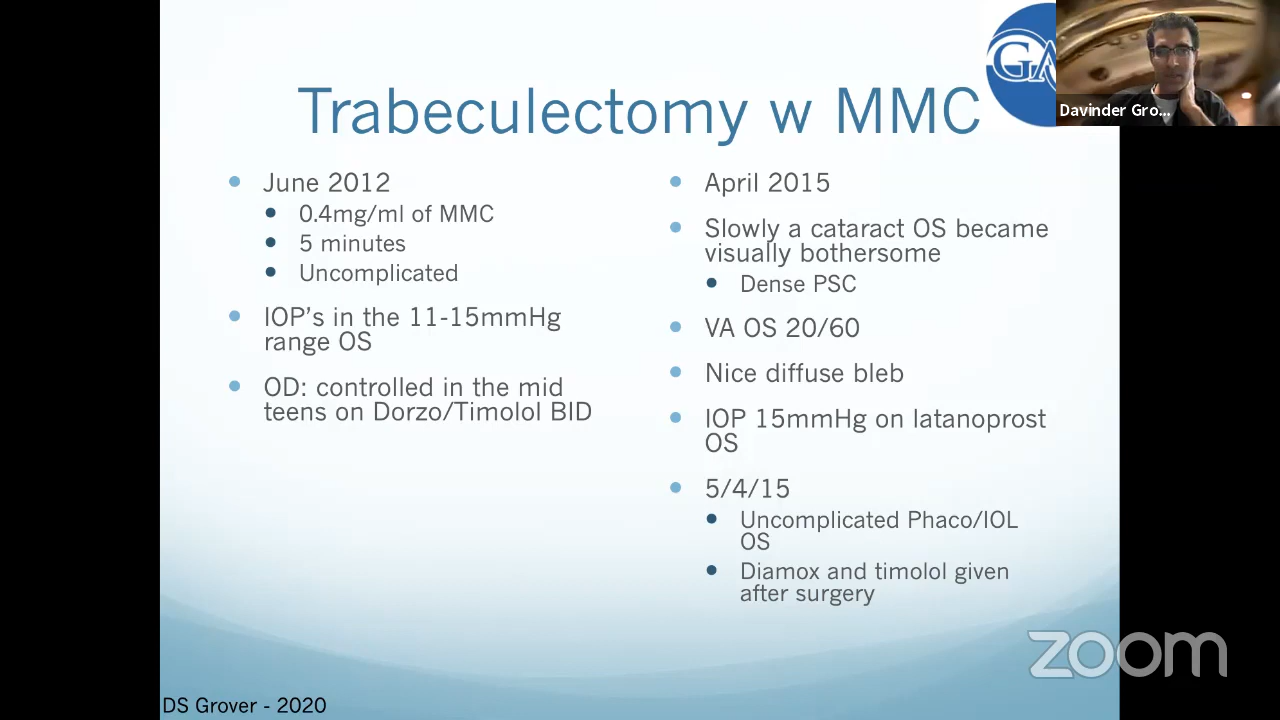 Trabeculectomy w MMC
GA
Davinder Gro...
June 2012
0.4mg/ml of MMC
5 minutes
Uncomplicated
IOP's in the 11-15mmHg
range OS
OD: controlled in the mid
teens on Dorzo/Timolol BID
April 2015
Slowly a cataract OS became
visually bothersome
Dense PSC
VA OS 20/60
Nice diffuse bleb
IOP 15mmHg on latanoprost
OS
5/4/15
Uncomplicated Phaco/IOL
OS
Diamox and timolol given
after surgery
zoom
DS Grover - 2020